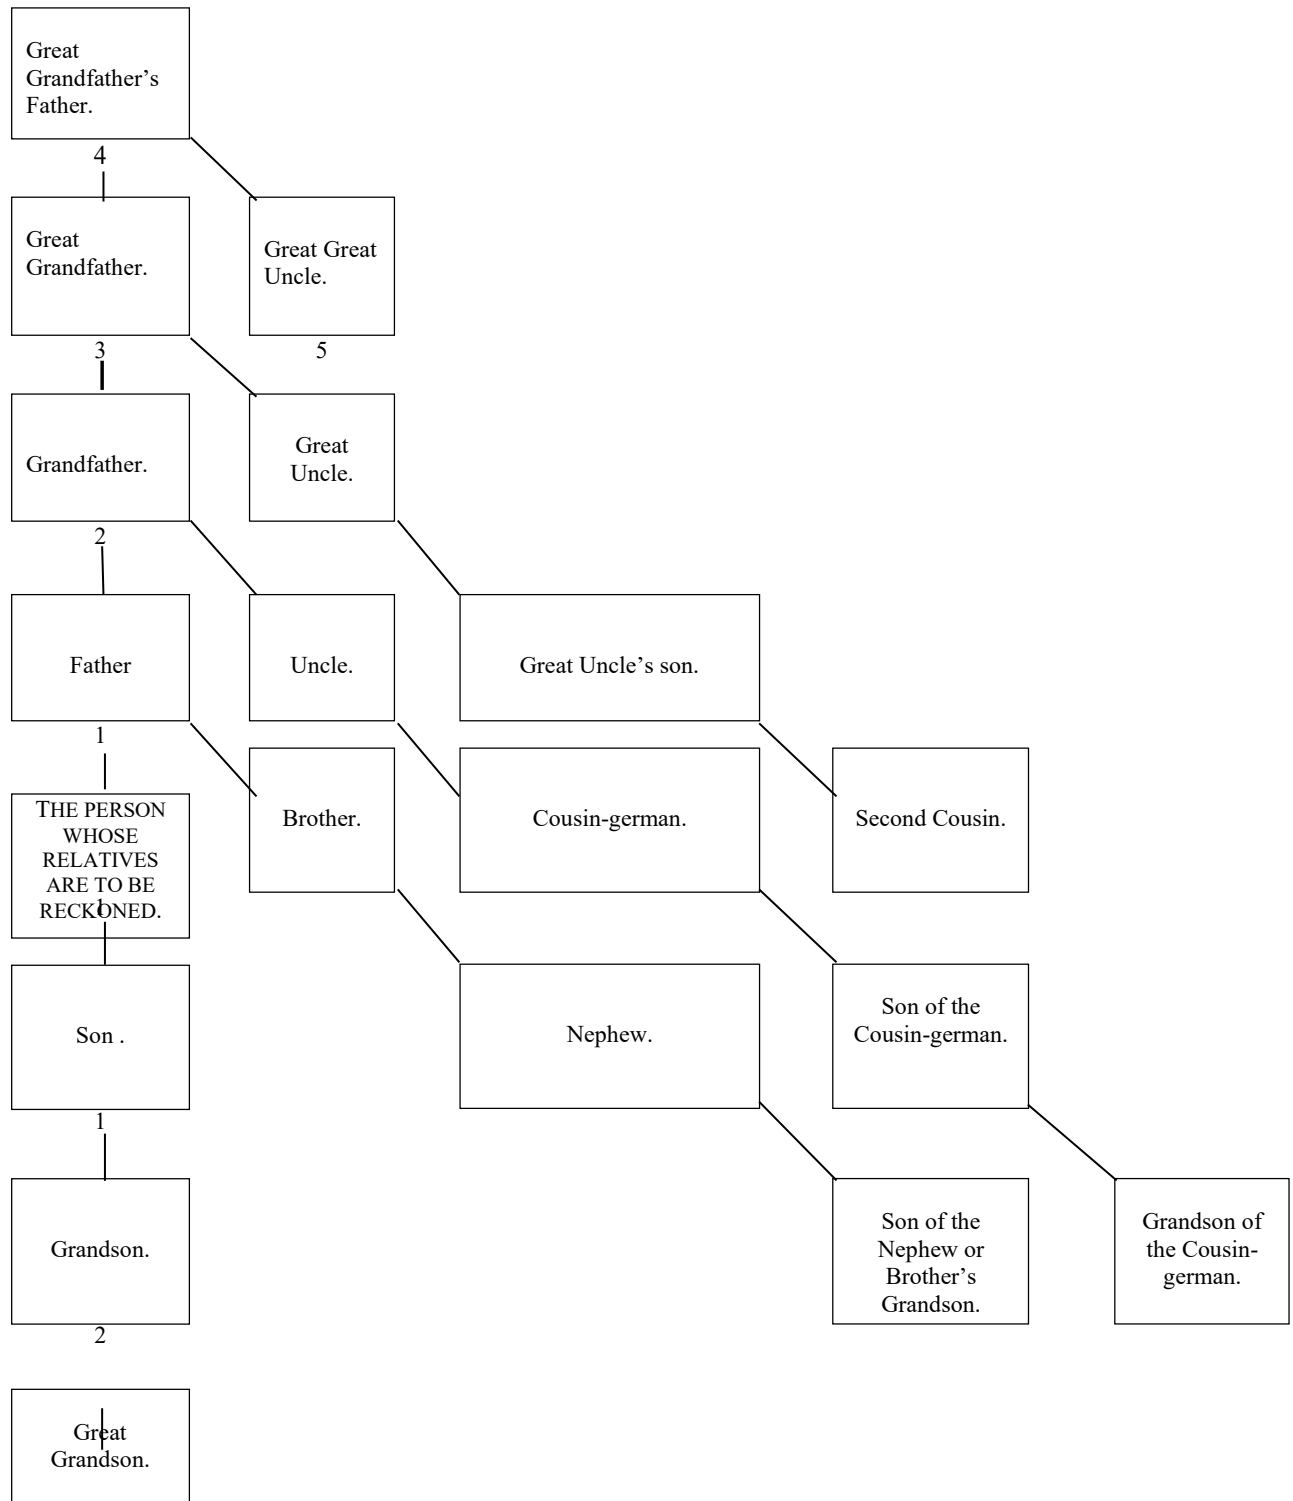 Great
Grandfather’s
Father.
4
Great
Grandfather.
Great Great
Uncle.
3
5
Grandfather.
Great
Uncle.
2
Father
Uncle.
Great Uncle’s son.
1
THE PERSON
WHOSE
RELATIVES
ARE TO BE
RECKONED.
1
Brother.
Cousin-german.
Second Cousin.
Son .
Nephew.
Son of the
Cousin-german.
1
Grandson.
Son of the
Nephew or
Brother’s
Grandson.
Grandson of
the Cousin-
german.
2
Great
Grandson.